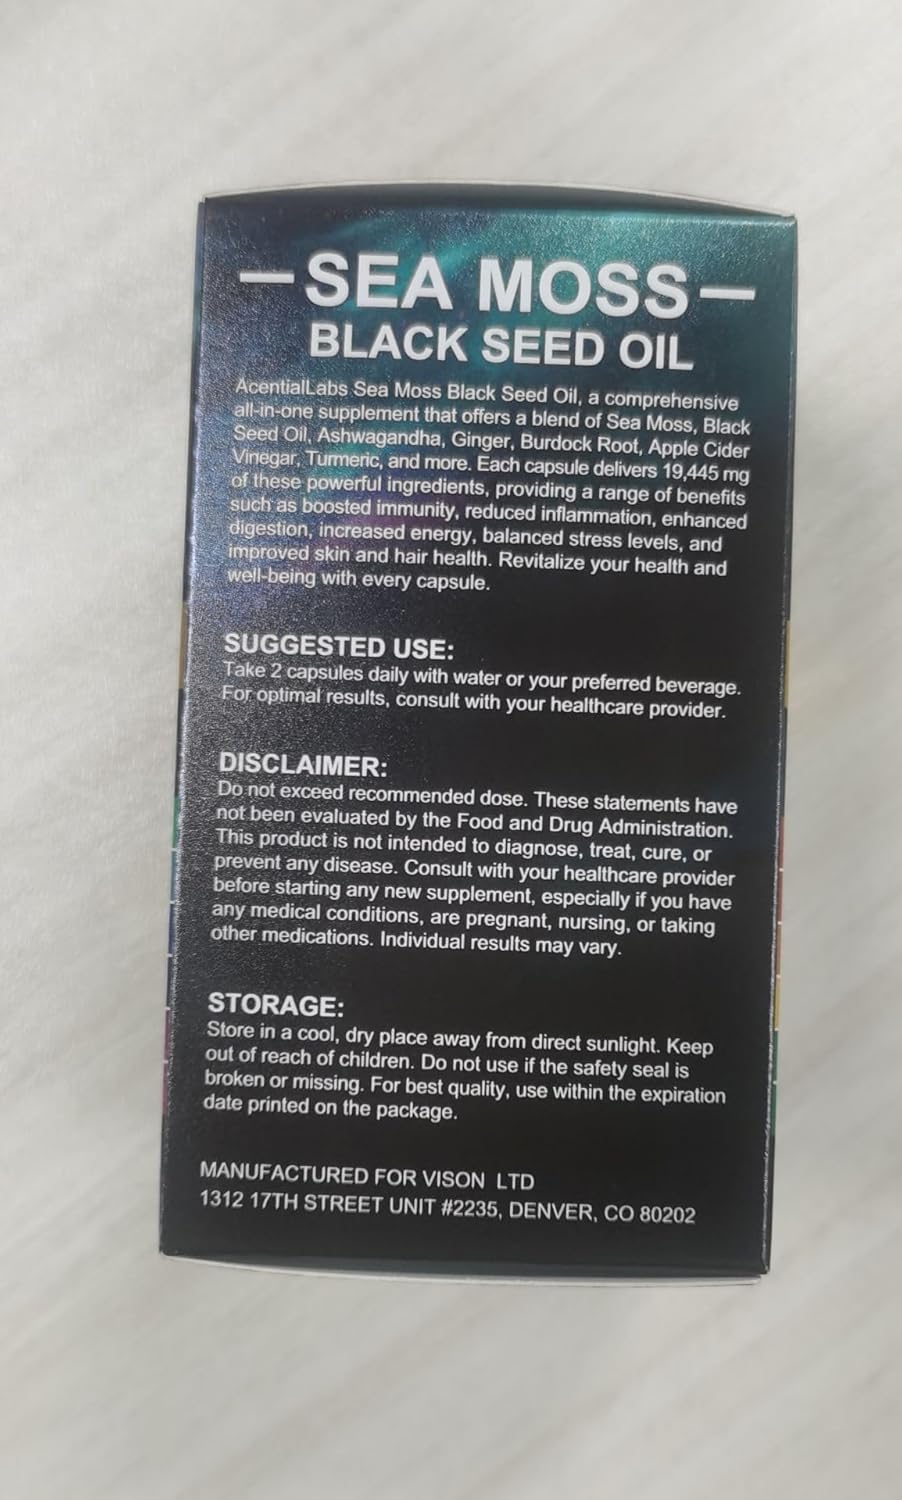 SEA MOSS
BLACK SEED OIL
AcentialLabs Sea Moss Black Seed Oil, a comprehensive
all-in-one supplement that offers a blend of Sea Moss, Black
Seed Oil, Ashwagandha, Ginger, Burdock Root, Apple Cider
Vinegar, Turmeric, and more. Each capsule delivers 19,445 mg
of these powerful ingredients, providing a range of benefits
such as boosted immunity, reduced inflammation, enhanced
digestion, increased energy, balanced stress levels, and
improved skin and hair health. Revitalize your health and
well-being with every capsule.
SUGGESTED USE:
Take 2 capsules daily with water or your preferred beverage.
For optimal results, consult with your healthcare provider.
DISCLAIMER:
Do not exceed recommended dose. These statements have
not been evaluated by the Food and Drug Administration.
This product is not intended to diagnose, treat, cure, or
prevent any disease. Consult with your healthcare provider
before starting any new supplement, especially if you have
any medical conditions, are pregnant, nursing, or taking
other medications. Individual results may vary.
STORAGE:
Store in a cool, dry place away from direct sunlight. Keep
out of reach of children. Do not use if the safety seal is
broken or missing. For best quality, use within the expiration
date printed on the package.
MANUFACTURED FOR VISON LTD
1312 17TH STREET UNIT #2235, DENVER, CO 80202